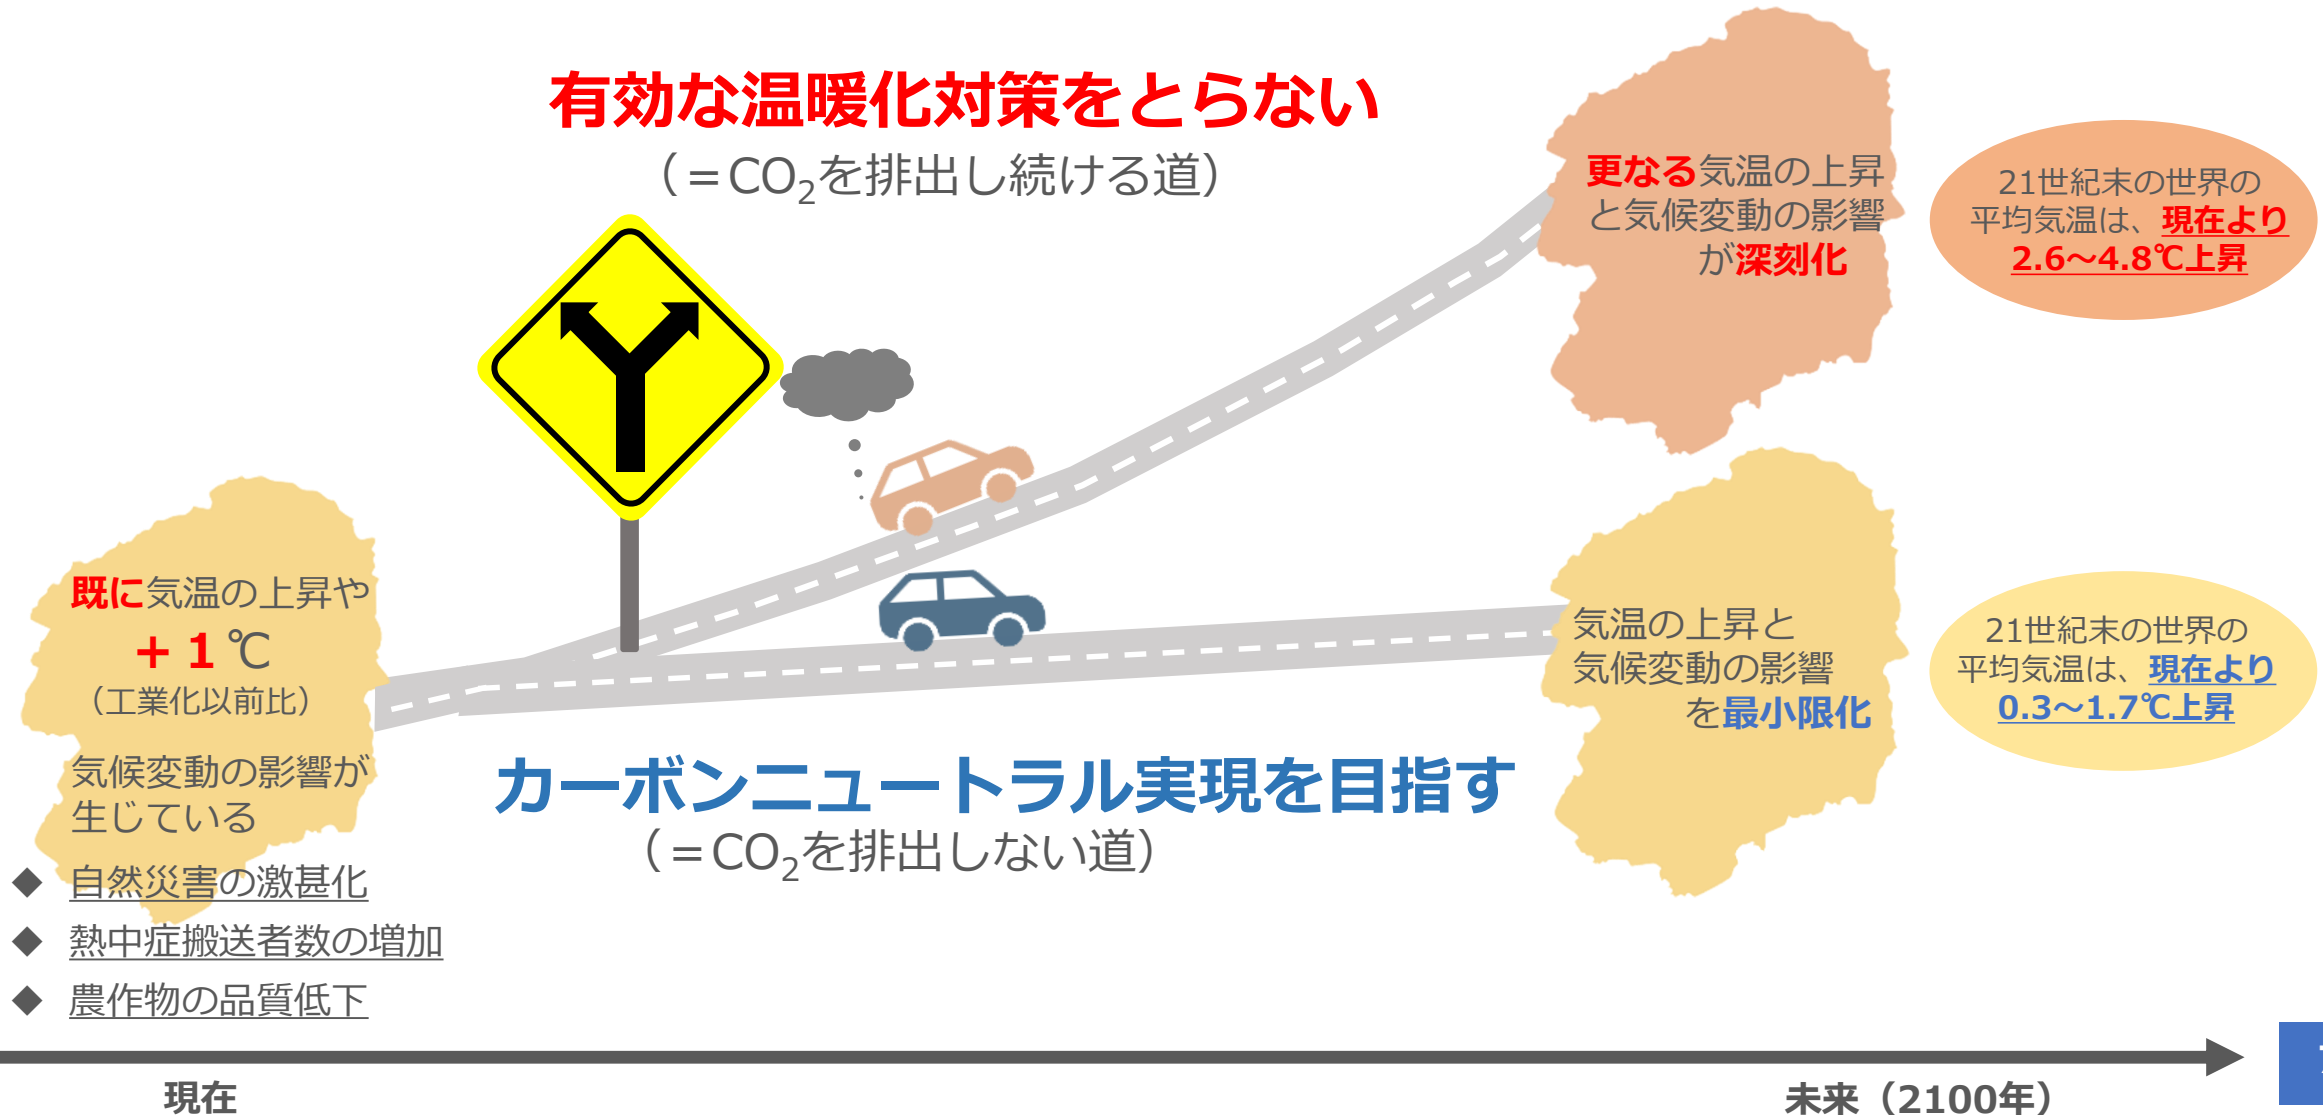 有効な温暖化対策をとらない
（＝CO₂を排出し続ける道）
更なる気温の上昇
と気候変動の影響
が深刻化
21世紀末の世界の
平均気温は、現在より
2.6～4.8℃上昇
既に気温の上昇や
＋１℃
（工業化以前比）
気候変動の影響が
生じている
◆ 自然災害の激甚化
◆ 熱中症搬送者数の増加
◆ 農作物の品質低下
カーボンニュートラル実現を目指す
（＝CO₂を排出しない道）
気温の上昇と
気候変動の影響
を最小限化
21世紀末の世界の
平均気温は、現在より
0.3～1.7℃上昇
現在
未来（2100年）